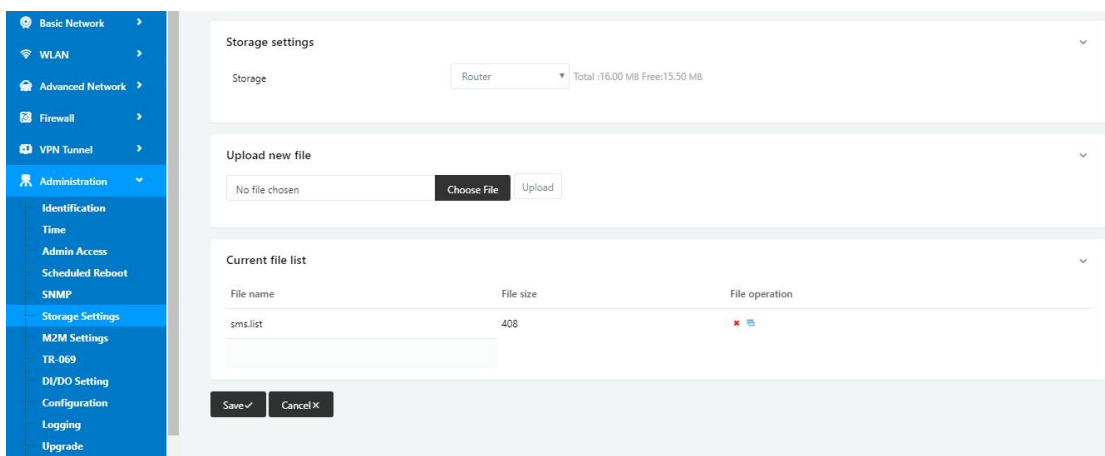 Basic Network
WLAN
Advanced Network
Firewall
VPN Tunnel
Administration
Identification
Time
Admin Access
Scheduled Reboot
SNMP
Storage Settings
M2M Settings
TR-069
DI/DO Setting
Configuration
Logging
Upgrade
Storage settings
Storage Router Total :16.00 MB Free:15.50 MB
Upload new file
No file chosen Choose File Upload
Current file list
File name File size File operation
sms.list 408
Save Cancel